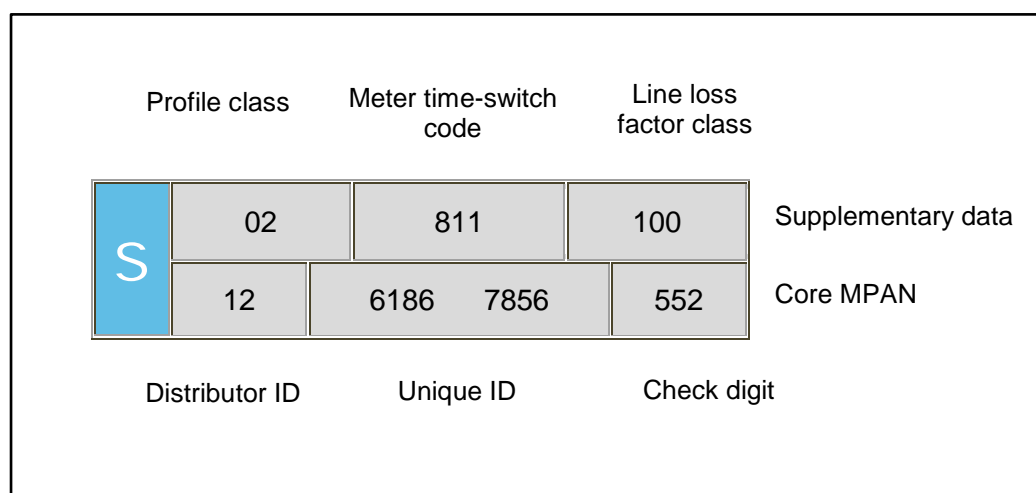 Profile class Meter time-switch code Line loss factor class
S 02 811 100 Supplementary data
12 6186 7856 552 Core MPAN
Distributor ID Unique ID Check digit